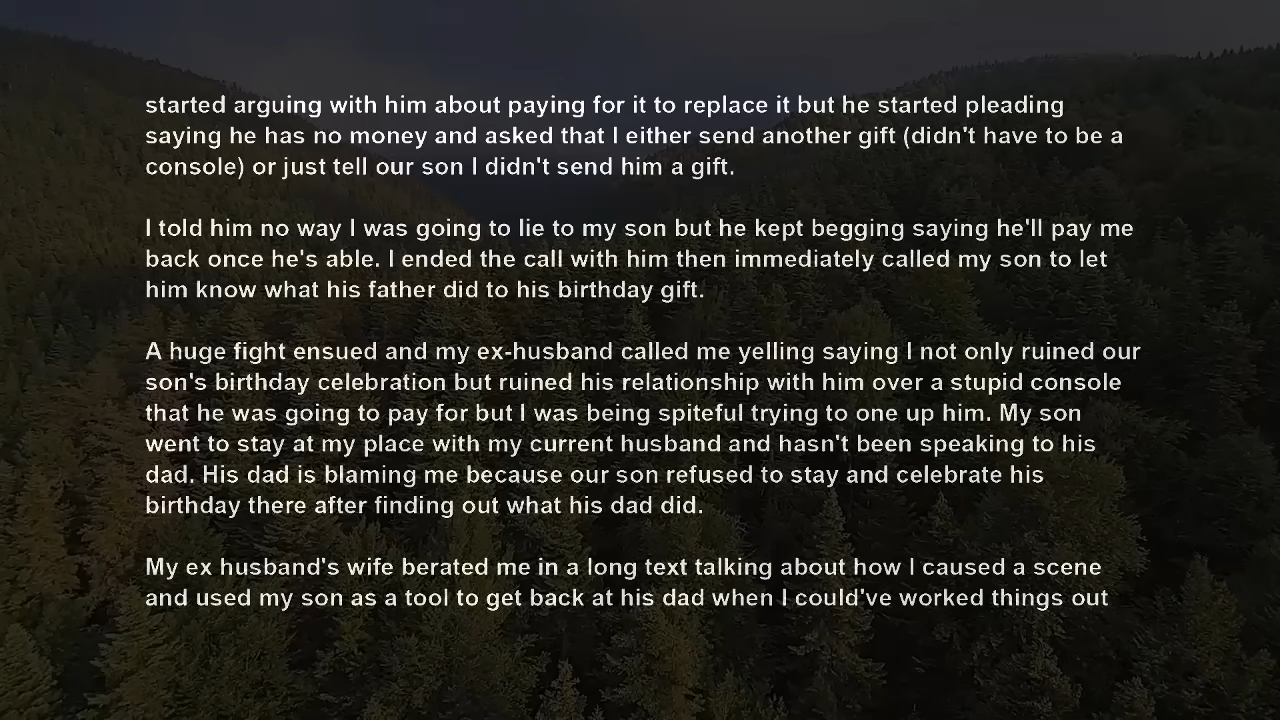 started arguing with him about paying for it to replace it but he started pleading
saying he has no money and asked that I either send another gift (didn't have to be a
console) or just tell our son I didn't send him a gift.
I told him no way I was going to lie to my son but he kept begging saying he'll pay me
back once he's able. I ended the call with him then immediately called my son to let
him know what his father did to his birthday gift.
A huge fight ensued and my ex-husband called me yelling saying I not only ruined our
son's birthday celebration but ruined his relationship with him over a stupid console
that he was going to pay for but I was being spiteful trying to one up him. My son
went to stay at my place with my current husband and hasn't been speaking to his
dad. His dad is blaming me because our son refused to stay and celebrate his
birthday there after finding out what his dad did.
My ex husband's wife berated me in a long text talking about how I caused a scene
and used my son as a tool to get back at his dad when I could've worked things out